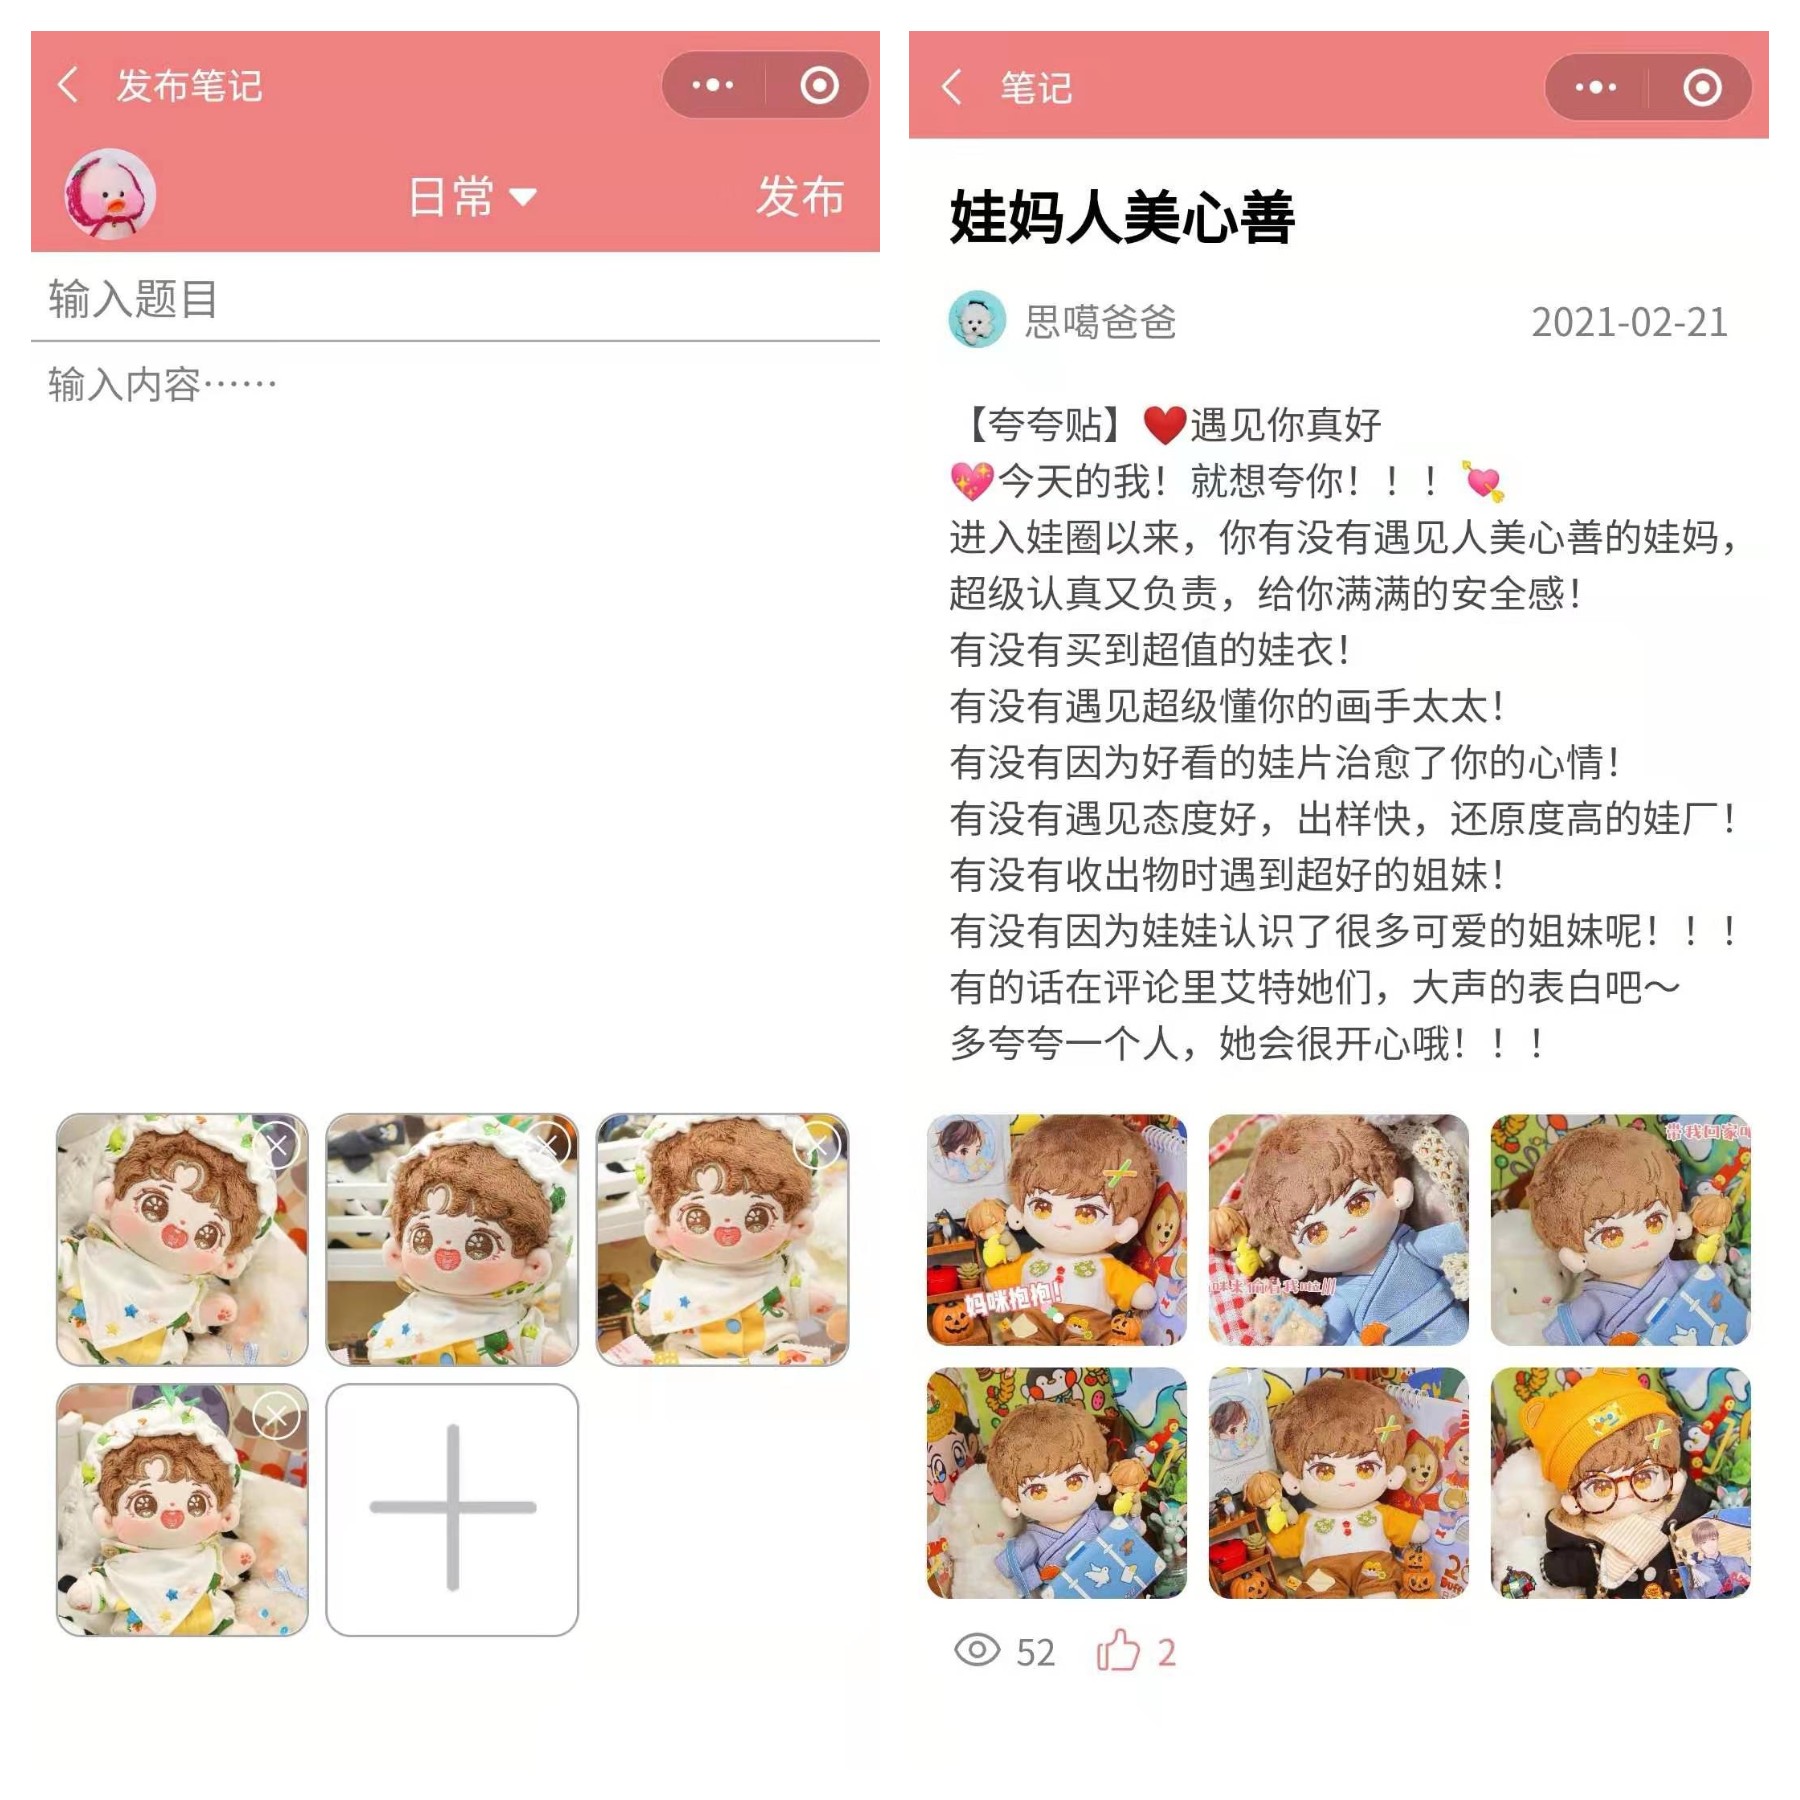 发布笔记
日常
发布
输入题目
输入内容……
笔记
娃妈人美心善
思噶爸爸
2021-02-21
【夸夸贴】❤️遇见你真好
💖今天的我！就想夸你！！！💘
进入娃圈以来，你有没有遇见人美心善的娃妈，
超级认真又负责，给你满满的安全感！
有没有买到超值的娃衣！
有没有遇见超级懂你的画手太太！
有没有因为好看的娃片治愈了你的心情！
有没有遇见态度好，出样快，还原度高的娃厂！
有没有收出物时遇到超好的姐妹！
有没有因为娃娃认识了很多可爱的姐妹呢！！！
有的话在评论里艾特她们，大声的表白吧～
多夸夸一个人，她会很开心哦！！！
妈咪抱抱！
带我回家
52
2